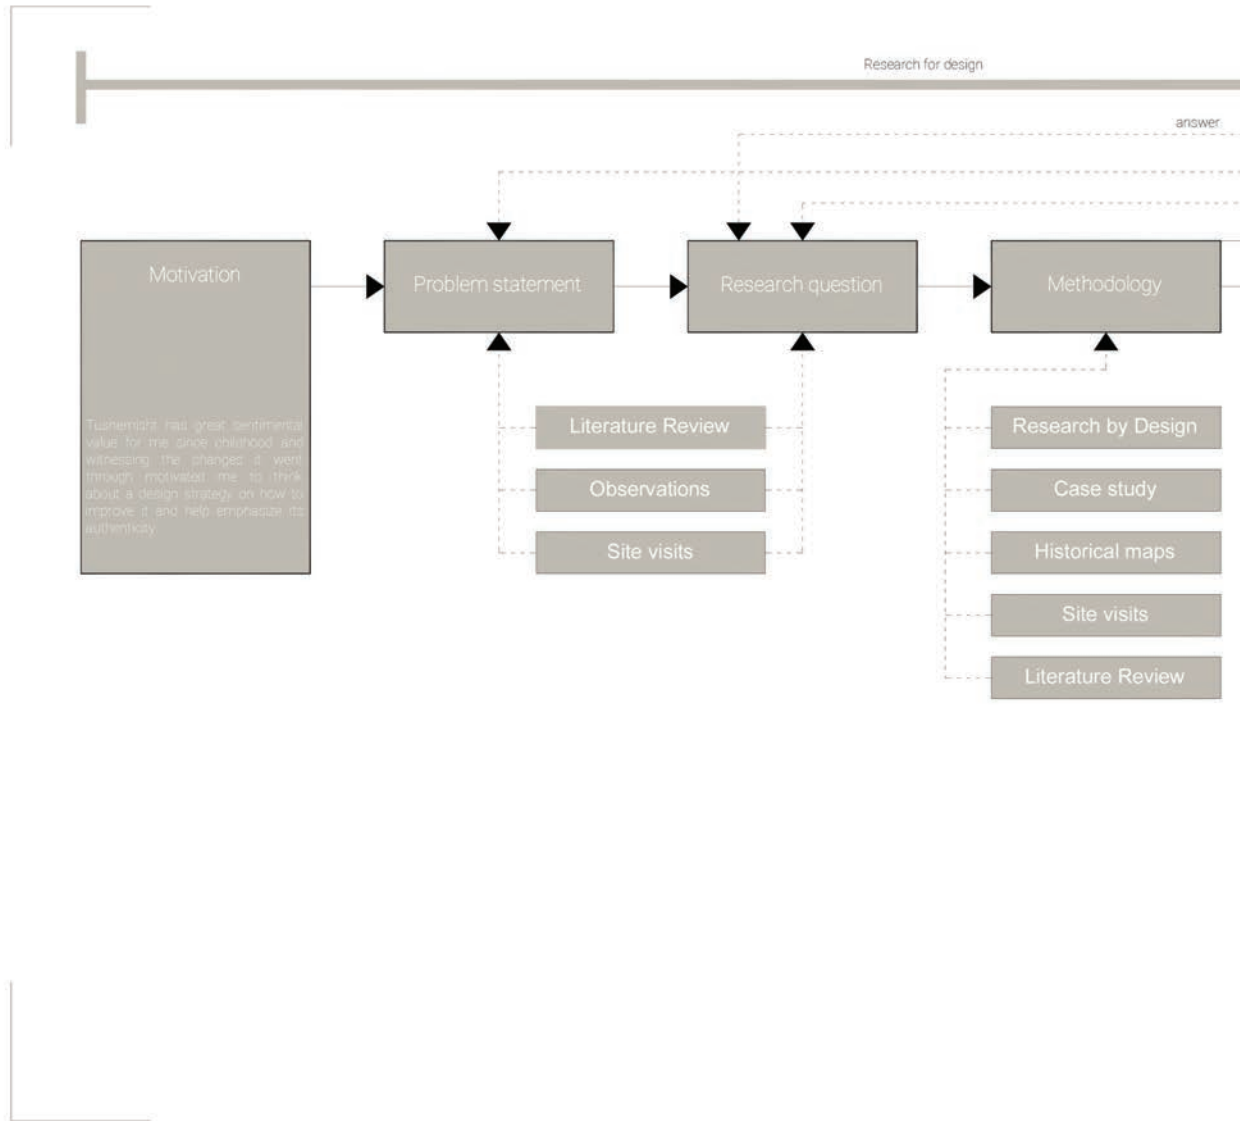 Research for design
answer
Motivation
Problem statement
Research question
Methodology
Tushemisht has great sentimental
value for me since childhood and
witnessing the changes it went
through motivated me to think
about a design strategy on how to
improve it and help emphasize its
authenticity
Literature Review
Observations
Site visits
Research by Design
Case study
Historical maps
Site visits
Literature Review